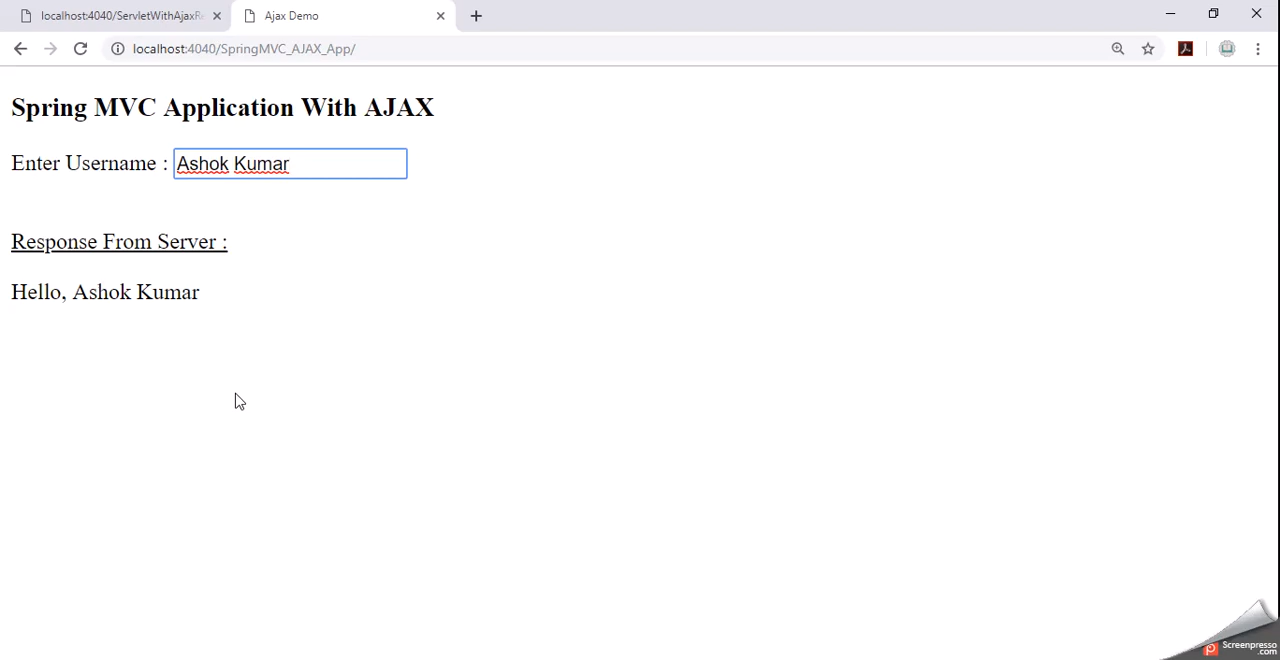 localhost:4040/ServletWithAjaxR
Ajax Demo
localhost:4040/SpringMVC_AJAX_App/
Spring MVC Application With AJAX
Enter Username : Ashok Kumar
Response From Server :
Hello, Ashok Kumar
Screenpresso
.com